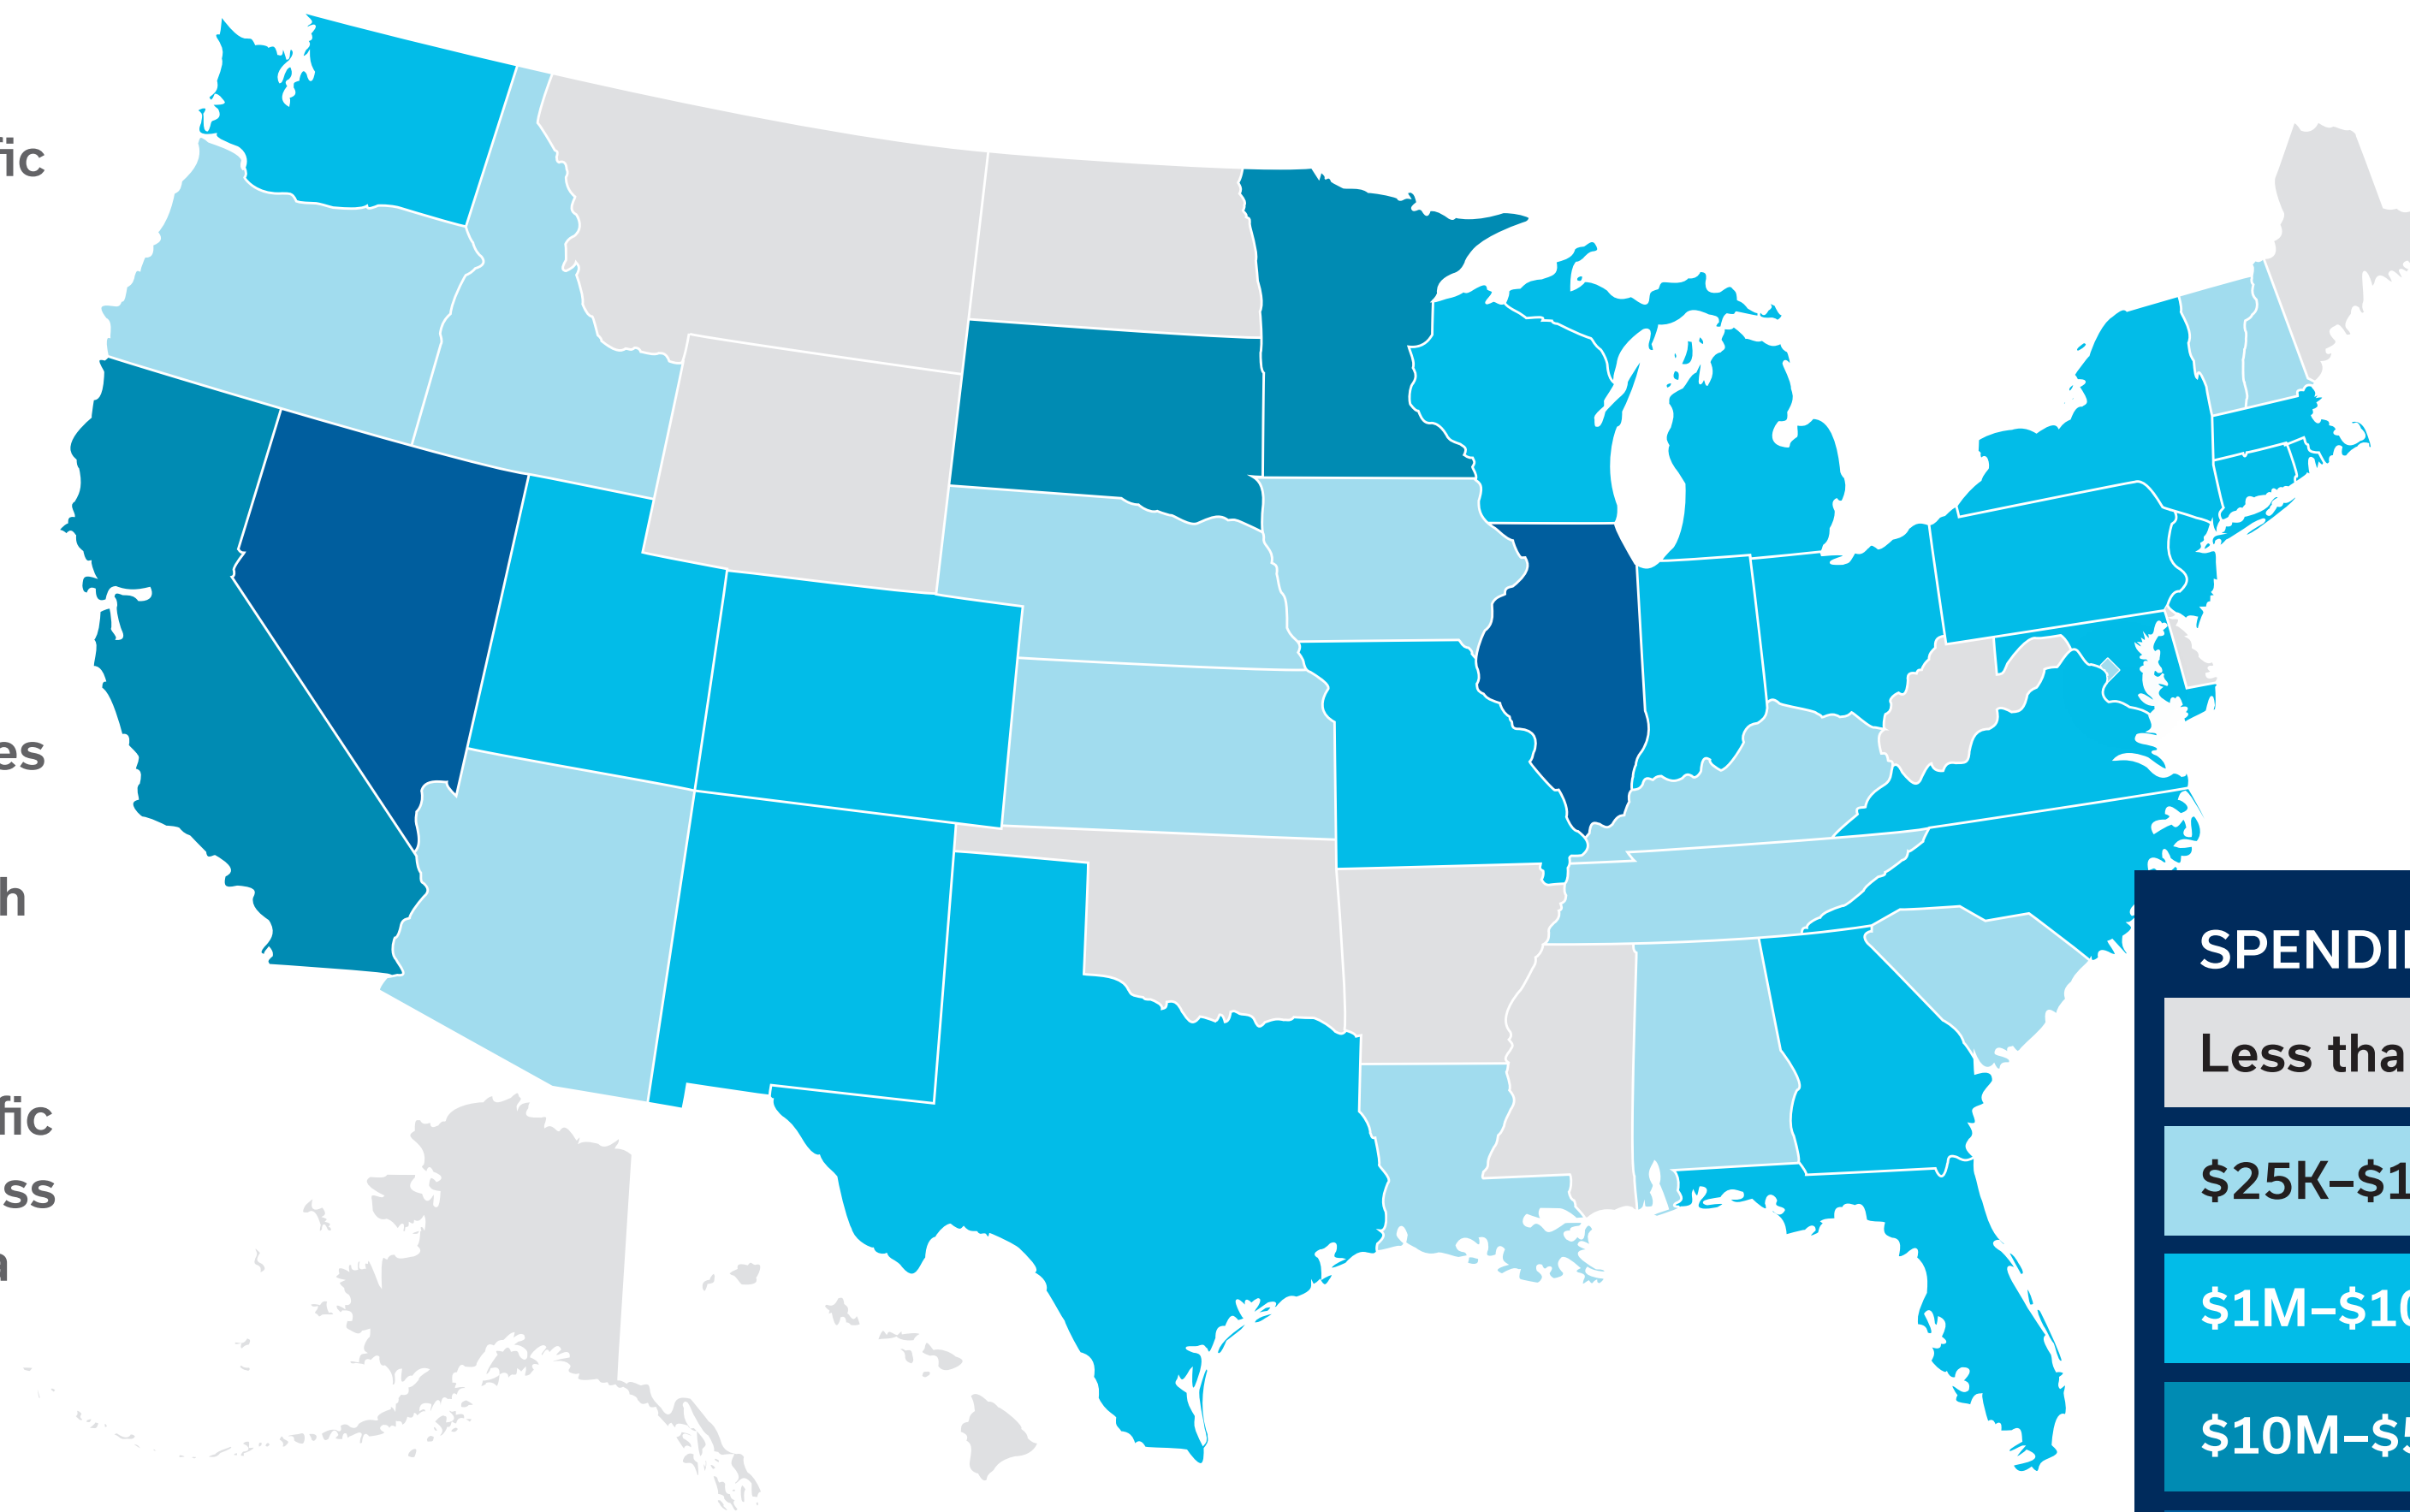 fic
es
h
fic
ss
SPENDI
Less tha
$25K–$1
$1M–$10
$10M–$5